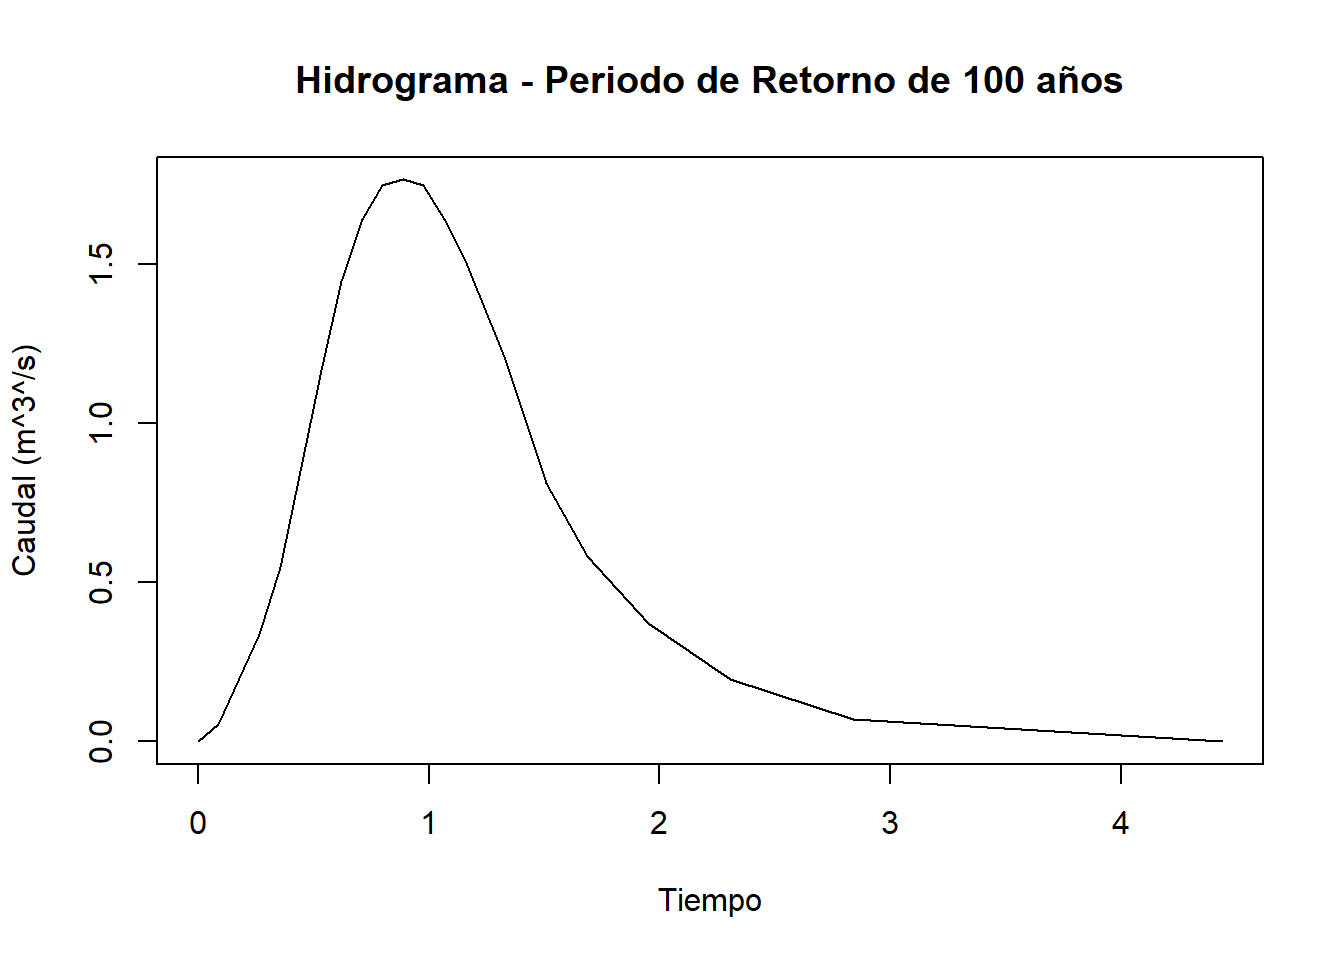 Hidrograma - Periodo de Retorno de 100 años
Caudal (m^3^/s)
1.5
1.0
0.5
0.0
0 1 2 3 4
Tiempo